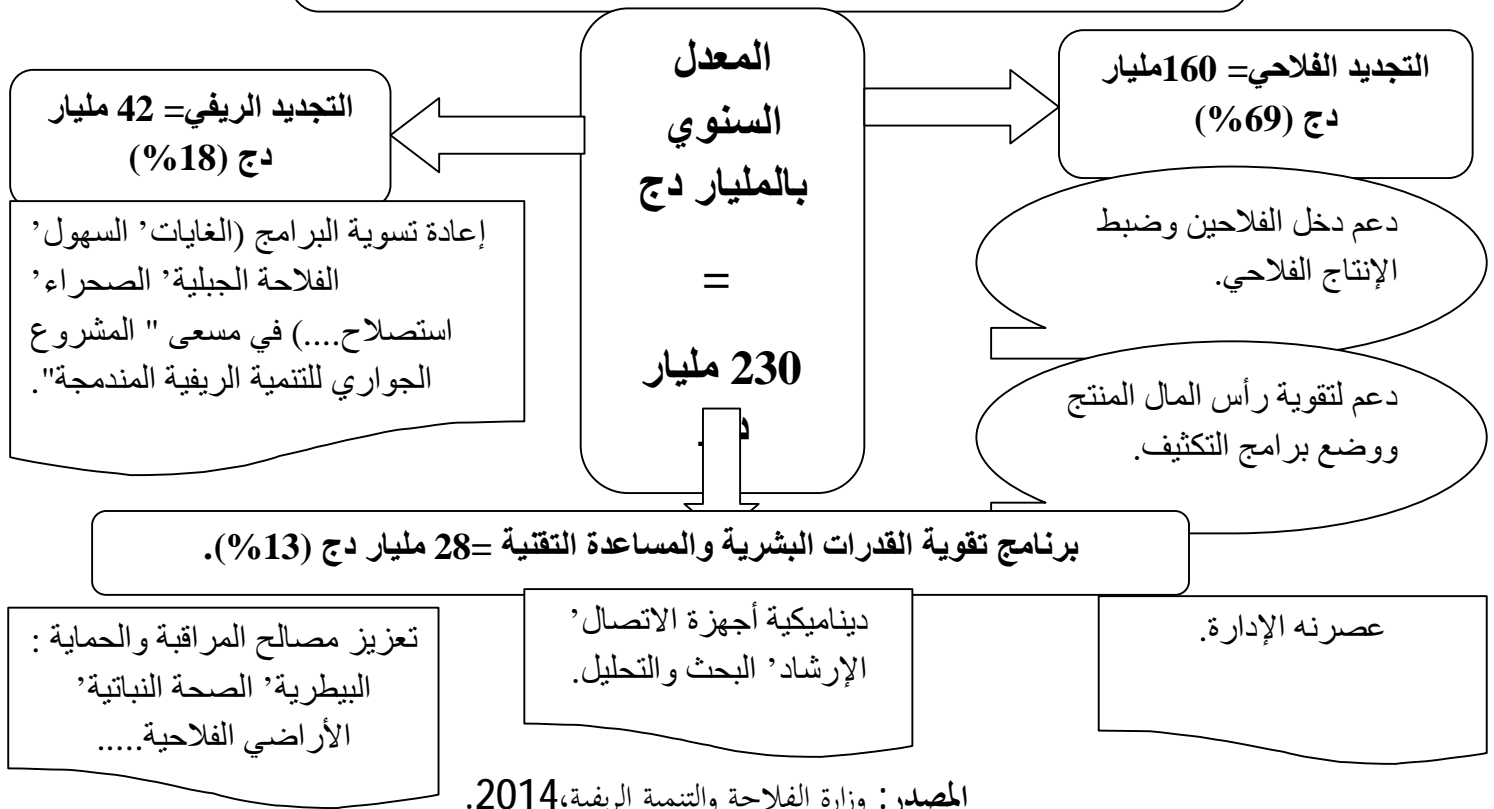 المعدل
السنوي
بالمليار دج
=
230 مليار
التجديد الفلاحي= 160مليار
دج (69%)
دعم دخل الفلاحين وضبط
الإنتاج الفلاحي.
دعم لتقوية رأس المال المنتج
ووضع برامج التكثيف.
التجديد الريفي= 42 مليار
دج (18%)
إعادة تسوية البرامج (الغايات’ السهول’
الفلاحة الجبلية’ الصحراء’
استصلاح....) في مسعى " المشروع
الجواري للتنمية الريفية المندمجة".
برنامج تقوية القدرات البشرية والمساعدة التقنية =28 مليار دج (13%).
عصرنه الإدارة.
ديناميكية أجهزة الاتصال’
الإرشاد’ البحث والتحليل.
تعزيز مصالح المراقبة والحماية :
البيطرية’ الصحة النباتية’
الأراضي الفلاحية.....
المصدر: وزارة الفلاحة والتنمية الريفية،2014.